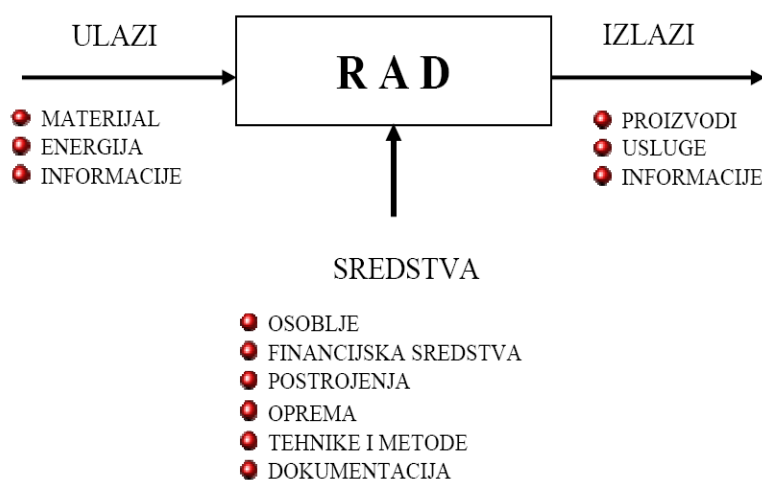 ULAZI
MATERIJAL
ENERGIJA
INFORMACIJE
R A D
IZLAZI
PROIZVODI
USLUGE
INFORMACIJE
SREDSTVA
OSOBLJE
FINANCIJSKA SREDSTVA
POSTROJENJA
OPREMA
TEHNIKE I METODE
DOKUMENTACIJA